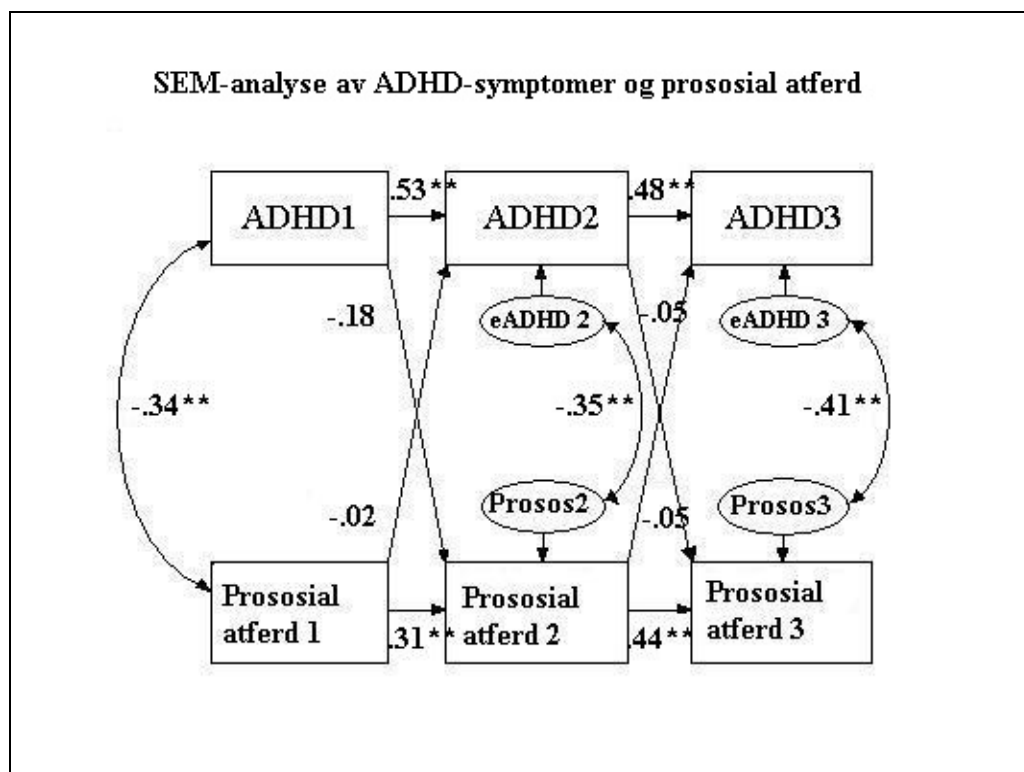 SEM-analyse av ADHD-symptomer og prososial atferd
.53**
.48**
ADHD1
ADHD2
ADHD3
-.18
eADHD 2
-.05
eADHD 3
-.34**
-.35**
-.41**
-.02
Prosos2
-.05
Prosos3
Prososial
atferd 1
Prososial
atferd 2
Prososial
atferd 3
.31**
.44**